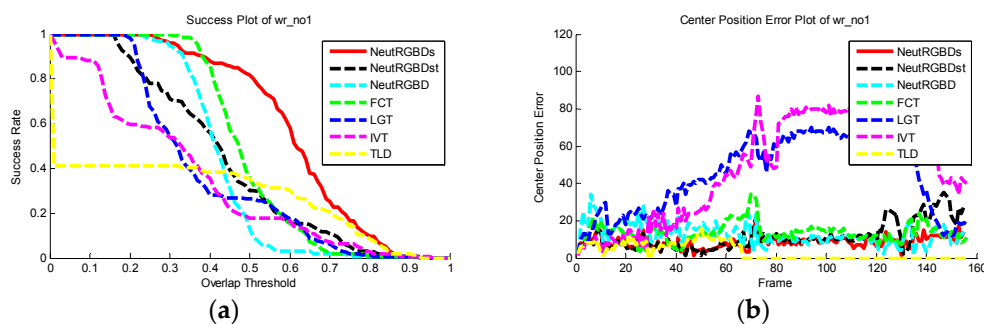 Success Plot of wr_no1
Success Rate
1
0.8
0.6
0.4
0.2
0
0 0.1 0.2 0.3 0.4 0.5 0.6 0.7 0.8 0.9 1
Overlap Threshold
NeutRGBDs
NeutRGBDst
NeutRGBD
FCT
LGT
IVT
TLD
(a)
Center Position Error Plot of wr_no1
Center Position Error
120
100
80
60
40
20
0
0 20 40 60 80 100 120 140 160
Frame
NeutRGBDs
NeutRGBDst
NeutRGBD
FCT
LGT
IVT
TLD
(b)